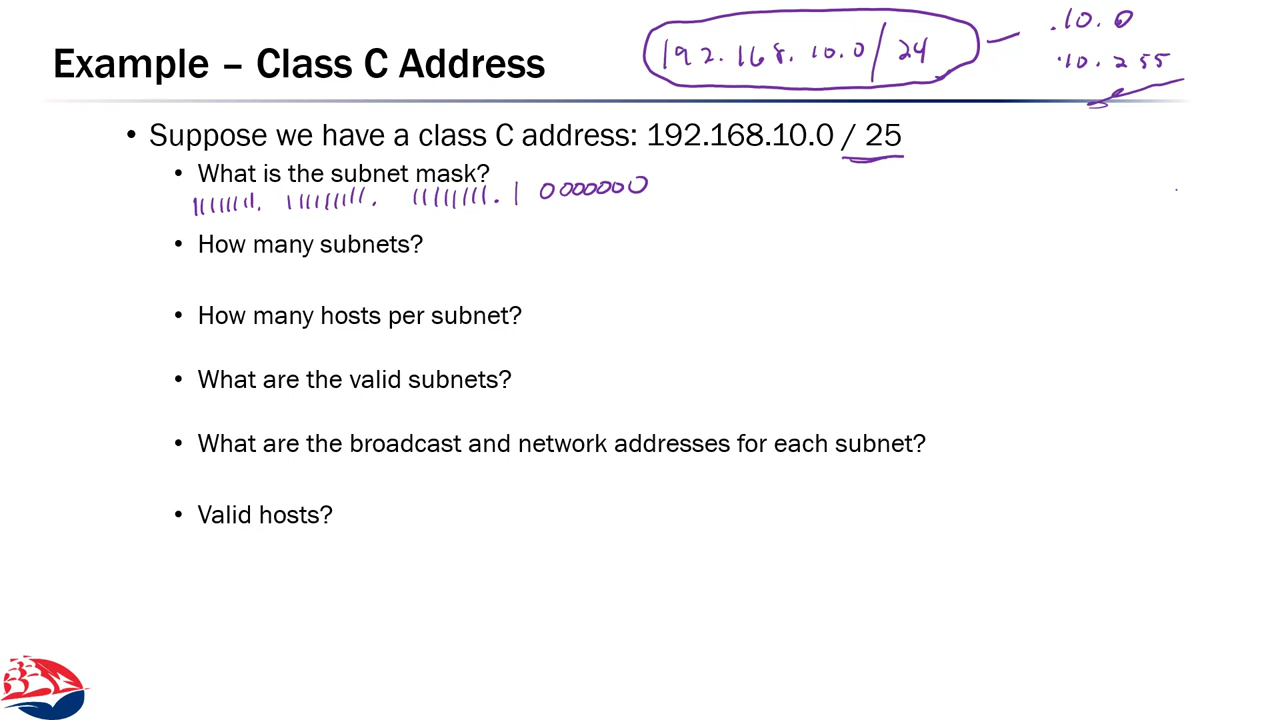 192.168.10.0/24
.10.0
.10.255
Example – Class C Address
• Suppose we have a class C address: 192.168.10.0 / 25
• What is the subnet mask?
11111111. 11111111. 11111111. 1 0000000
• How many subnets?
• How many hosts per subnet?
• What are the valid subnets?
• What are the broadcast and network addresses for each subnet?
• Valid hosts?